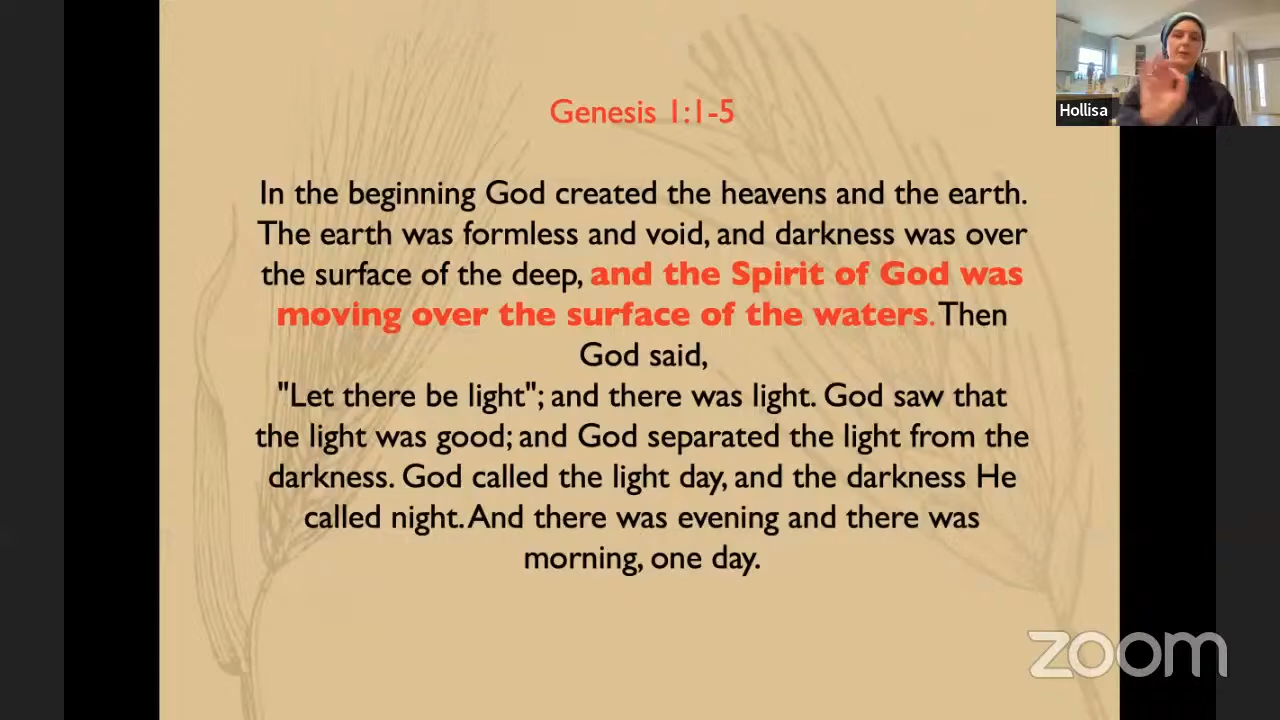 Genesis 1:1-5
Hollisa
In the beginning God created the heavens and the earth.
The earth was formless and void, and darkness was over
the surface of the deep, and the Spirit of God was
moving over the surface of the waters. Then
God said,
"Let there be light"; and there was light. God saw that
the light was good; and God separated the light from the
darkness. God called the light day, and the darkness He
called night. And there was evening and there was
morning, one day.
zoom